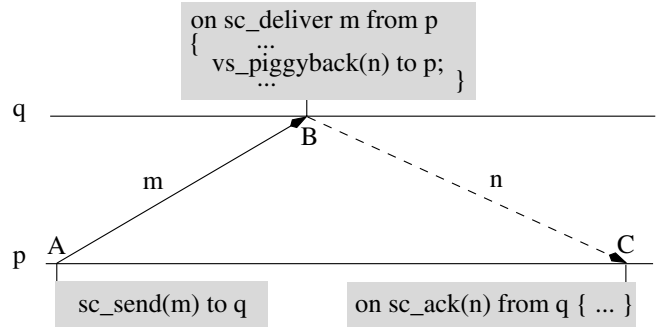 on sc_deliver m from p
{ ...
vs_piggyback(n) to p;
... }
q
B
m
n
A
C
p
sc_send(m) to q
on sc_ack(n) from q { ... }